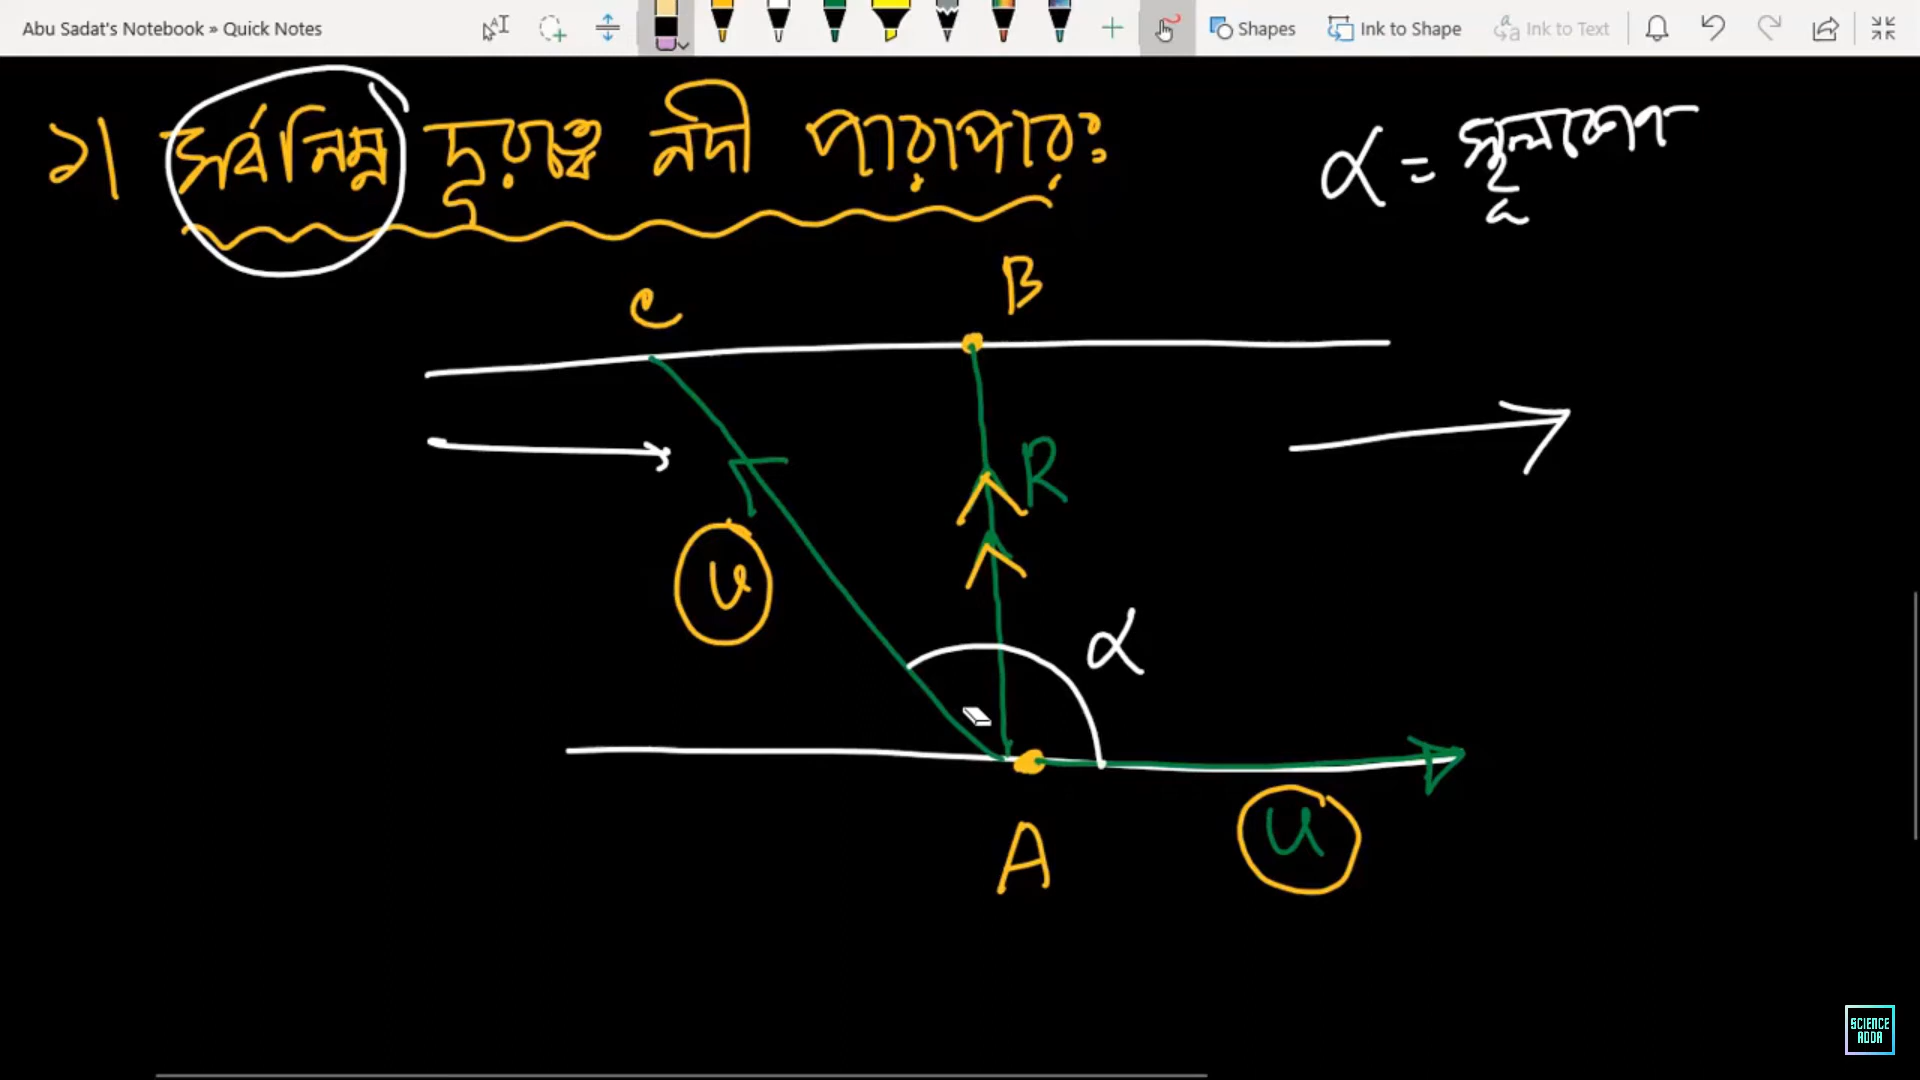 Abu Sadat's Notebook » Quick Notes
Shapes
Ink to Shape
Ink to Text
১। সর্বনিম্ন দূরত্বে নদী পারাপার:
α = স্থূলকোণ
C
B
R
u
α
A
u
SCIENCE
ADDA